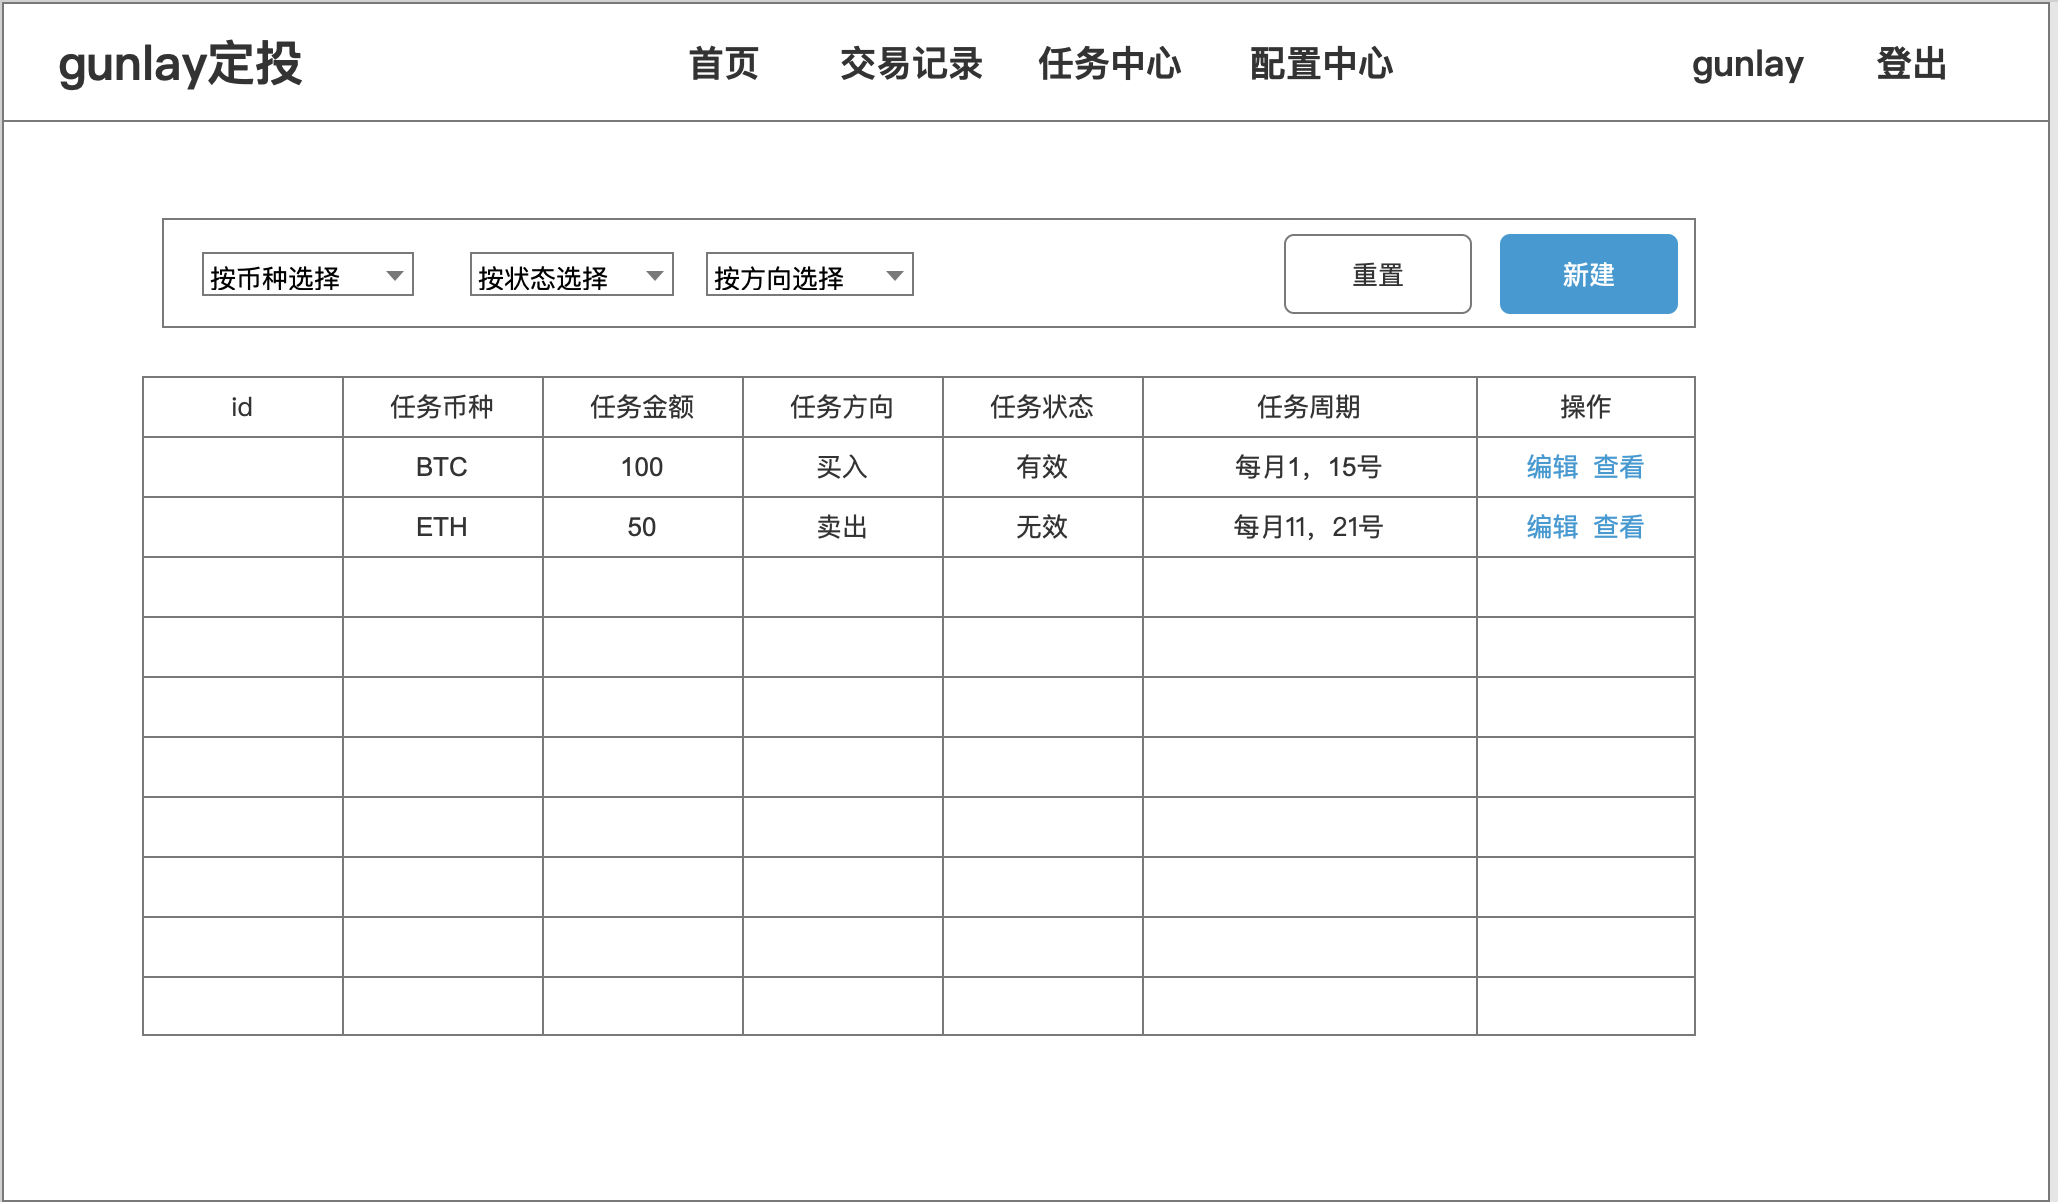 gunlay定投 首页 交易记录 任务中心 配置中心 gunlay 登出
按币种选择 按状态选择 按方向选择 重置 新建
id 任务币种 任务金额 任务方向 任务状态 任务周期 操作
BTC 100 买入 有效 每月1，15号 编辑 查看
ETH 50 卖出 无效 每月11，21号 编辑 查看